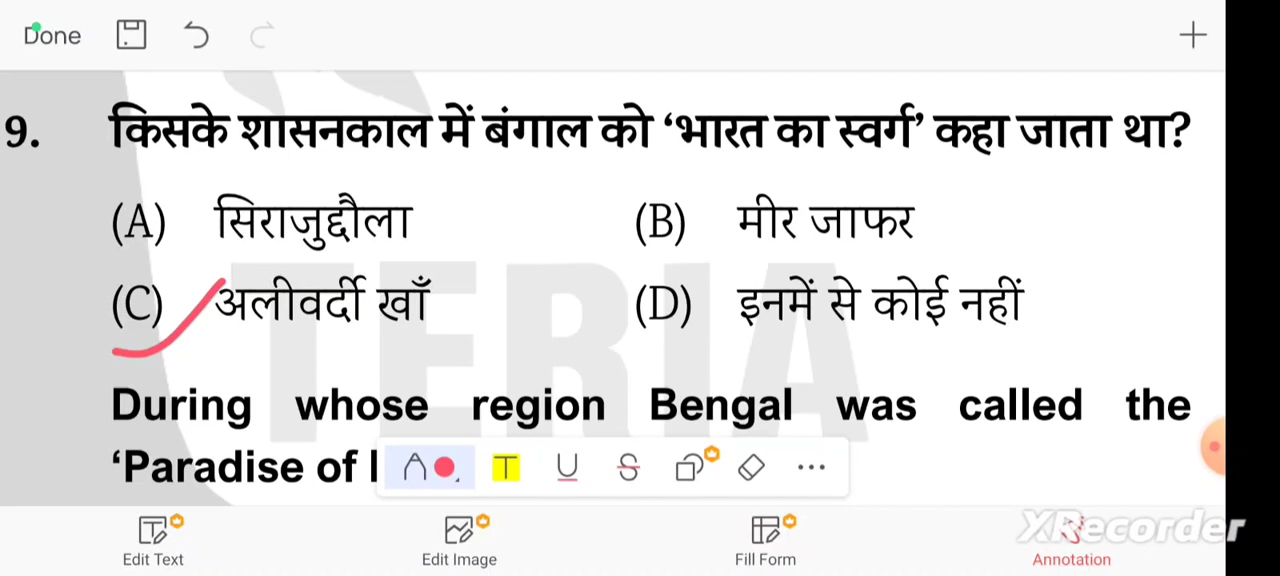 Done
9. किसके शासनकाल में बंगाल को ‘भारत का स्वर्ग’ कहा जाता था?
(A) सिराजुद्दौला (B) मीर जाफर
(C) अलीवर्दी खाँ (D) इनमें से कोई नहीं
TERIA
During whose region Bengal was called the
‘Paradise of I
T U S
Edit Text Edit Image Fill Form Annotation
XRecorder